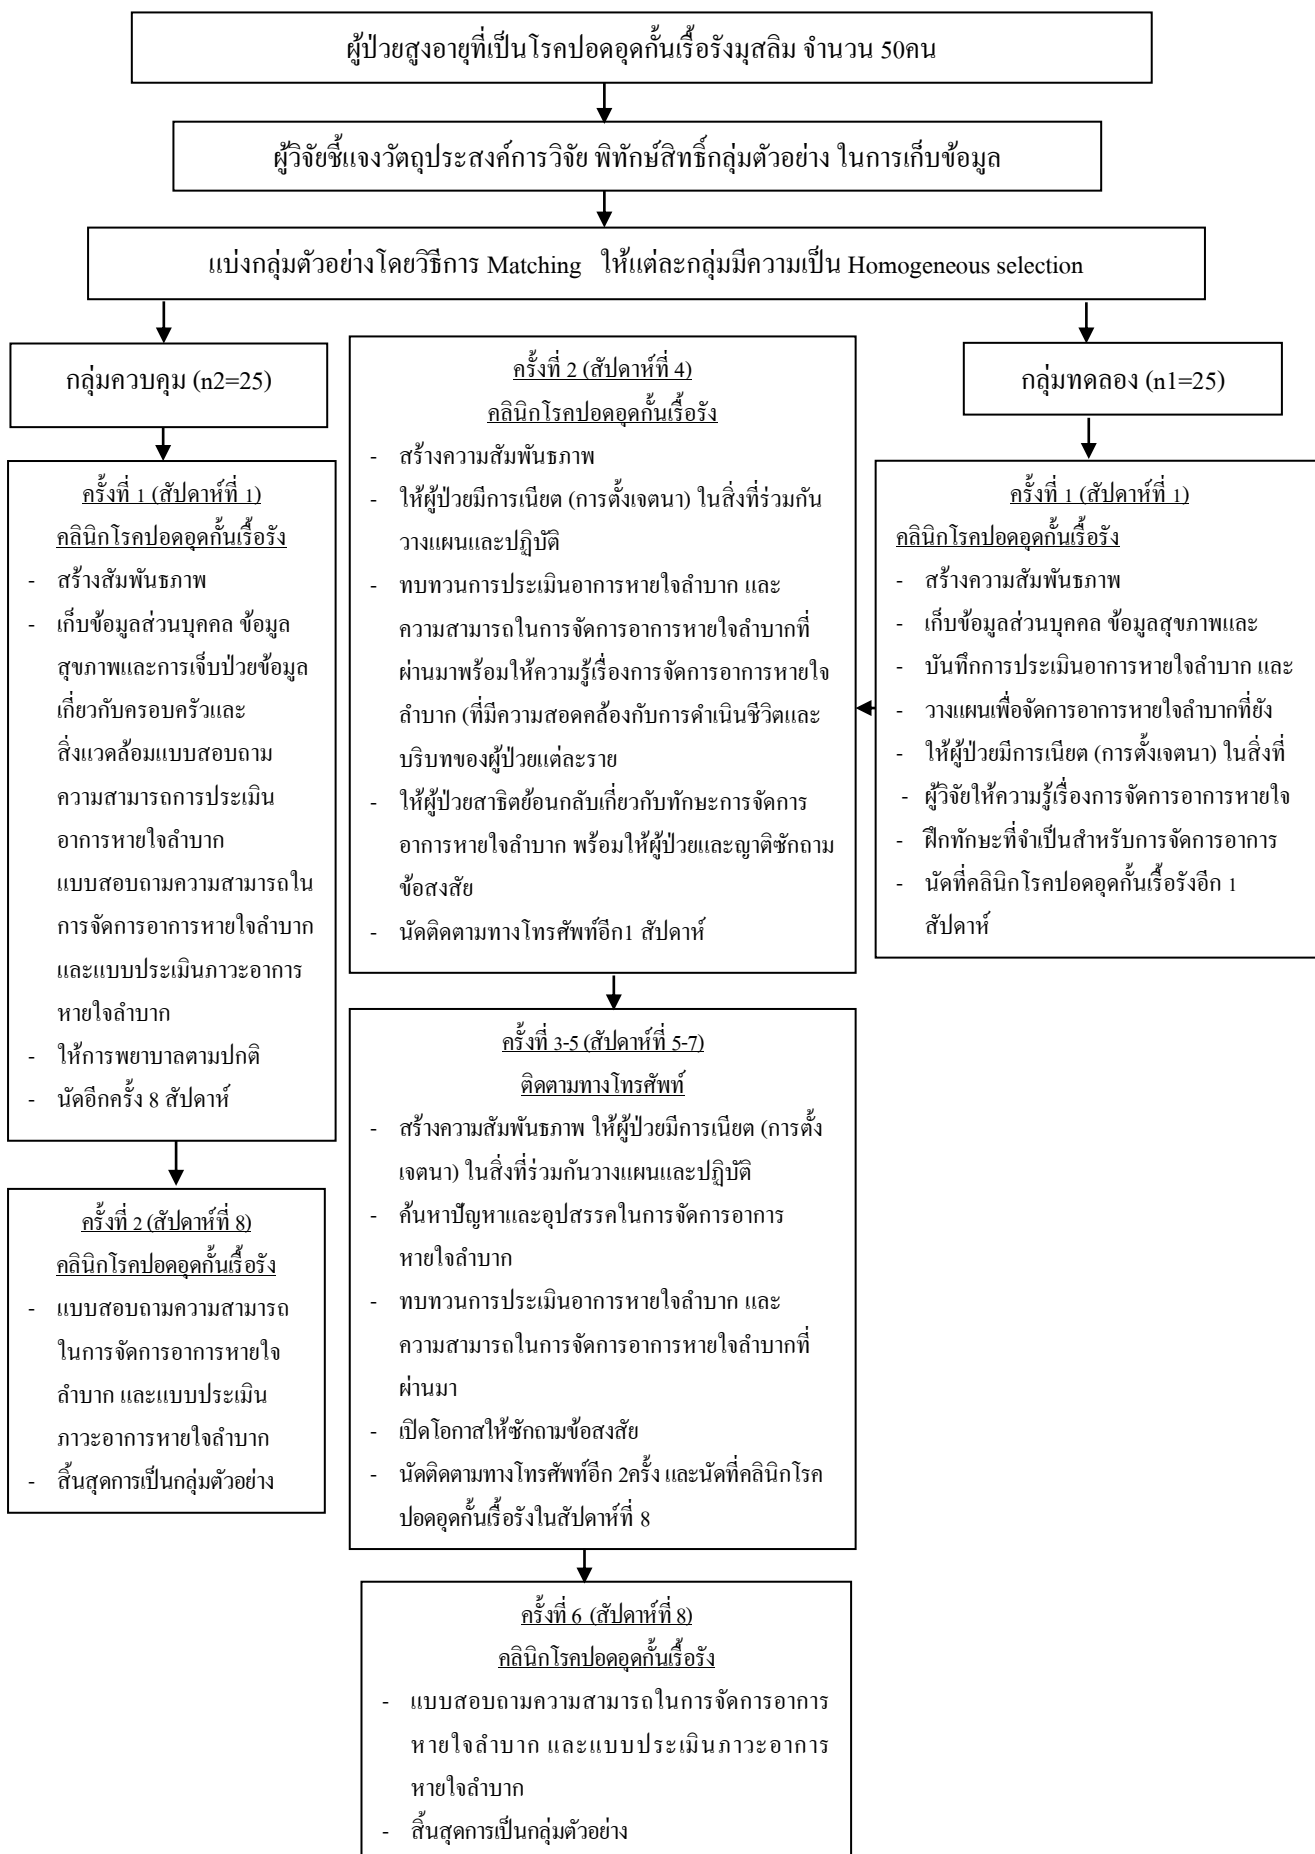 ผู้ป่วยสูงอายุที่เป็นโรคปอดอุดกั้นเรื้อรังมุสลิม จำนวน 50คน
ผู้วิจัยชี้แจงวัตถุประสงค์การวิจัย พิทักษ์สิทธิ์กลุ่มตัวอย่าง ในการเก็บข้อมูล
แบ่งกลุ่มตัวอย่างโดยวิธีการ Matching ให้แต่ละกลุ่มมีความเป็น Homogeneous selection
กลุ่มควบคุม (n2=25)
ครั้งที่ 1 (สัปดาห์ที่ 1)
คลินิกโรคปอดอุดกั้นเรื้อรัง
- สร้างสัมพันธภาพ
- เก็บข้อมูลส่วนบุคคล ข้อมูล
สุขภาพและการเจ็บป่วยข้อมูล
เกี่ยวกับครอบครัวและ
สิ่งแวดล้อมแบบสอบถาม
ความสามารถการประเมิน
อาการหายใจลำบาก
แบบสอบถามความสามารถใน
การจัดการอาการหายใจลำบาก
และแบบประเมินภาวะอาการ
หายใจลำบาก
- ให้การพยาบาลตามปกติ
- นัดอีกครั้ง 8 สัปดาห์
ครั้งที่ 2 (สัปดาห์ที่ 8)
คลินิกโรคปอดอุดกั้นเรื้อรัง
- แบบสอบถามความสามารถ
ในการจัดการอาการหายใจ
ลำบาก และแบบประเมิน
ภาวะอาการหายใจลำบาก
- สิ้นสุดการเป็นกลุ่มตัวอย่าง
กลุ่มทดลอง (n1=25)
ครั้งที่ 1 (สัปดาห์ที่ 1)
คลินิกโรคปอดอุดกั้นเรื้อรัง
- สร้างความสัมพันธภาพ
- เก็บข้อมูลส่วนบุคคล ข้อมูลสุขภาพและ
- บันทึกการประเมินอาการหายใจลำบาก และ
- วางแผนเพื่อจัดการอาการหายใจลำบากที่ยัง
- ให้ผู้ป่วยมีการเนียต (การตั้งเจตนา) ในสิ่งที่
- ผู้วิจัยให้ความรู้เรื่องการจัดการอาการหายใจ
- ฝึกทักษะที่จำเป็นสำหรับการจัดการอาการ
- นัดที่คลินิกโรคปอดอุดกั้นเรื้อรังอีก 1
สัปดาห์
ครั้งที่ 2 (สัปดาห์ที่ 4)
คลินิกโรคปอดอุดกั้นเรื้อรัง
- สร้างความสัมพันธภาพ
- ให้ผู้ป่วยมีการเนียต (การตั้งเจตนา) ในสิ่งที่ร่วมกัน
วางแผนและปฏิบัติ
- ทบทวนการประเมินอาการหายใจลำบาก และ
ความสามารถในการจัดการอาการหายใจลำบากที่
ผ่านมาพร้อมให้ความรู้เรื่องการจัดการอาการหายใจ
ลำบาก (ที่มีความสอดคล้องกับการดำเนินชีวิตและ
บริบทของผู้ป่วยแต่ละราย
- ให้ผู้ป่วยสาธิตย้อนกลับเกี่ยวกับทักษะการจัดการ
อาการหายใจลำบาก พร้อมให้ผู้ป่วยและญาติซักถาม
ข้อสงสัย
- นัดติดตามทางโทรศัพท์อีก1 สัปดาห์
ครั้งที่ 3-5 (สัปดาห์ที่ 5-7)
ติดตามทางโทรศัพท์
- สร้างความสัมพันธภาพ ให้ผู้ป่วยมีการเนียต (การตั้ง
เจตนา) ในสิ่งที่ร่วมกันวางแผนและปฏิบัติ
- ค้นหาปัญหาและอุปสรรคในการจัดการอาการ
หายใจลำบาก
- ทบทวนการประเมินอาการหายใจลำบาก และ
ความสามารถในการจัดการอาการหายใจลำบากที่
ผ่านมา
- เปิดโอกาสให้ซักถามข้อสงสัย
- นัดติดตามทางโทรศัพท์อีก 2ครั้ง และนัดที่คลินิกโรค
ปอดอุดกั้นเรื้อรังในสัปดาห์ที่ 8
ครั้งที่ 6 (สัปดาห์ที่ 8)
คลินิกโรคปอดอุดกั้นเรื้อรัง
- แบบสอบถามความสามารถในการจัดการอาการ
หายใจลำบาก และแบบประเมินภาวะอาการ
หายใจลำบาก
- สิ้นสุดการเป็นกลุ่มตัวอย่าง